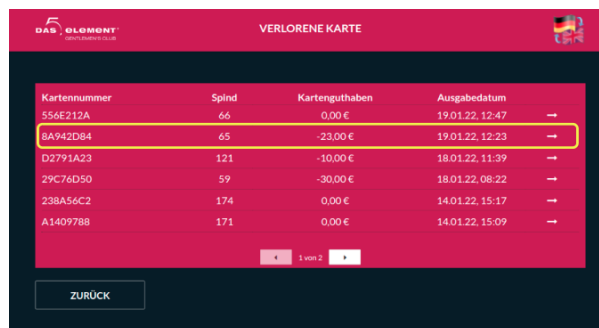 5
DAS element
GENTLEMEN'S CLUB
VERLORENE KARTE
Kartennummer Spind Kartenguthaben Ausgabedatum
556E212A 66 0,00 € 19.01.22, 12:47 →
8A942D84 65 -23,00 € 19.01.22, 12:23 →
D2791A23 121 -10,00 € 18.01.22, 11:39 →
29C76D50 59 -30,00 € 18.01.22, 08:22 →
238A56C2 174 0,00 € 14.01.22, 15:17 →
A1409788 171 0,00 € 14.01.22, 15:09 →
1 von 2
ZURÜCK